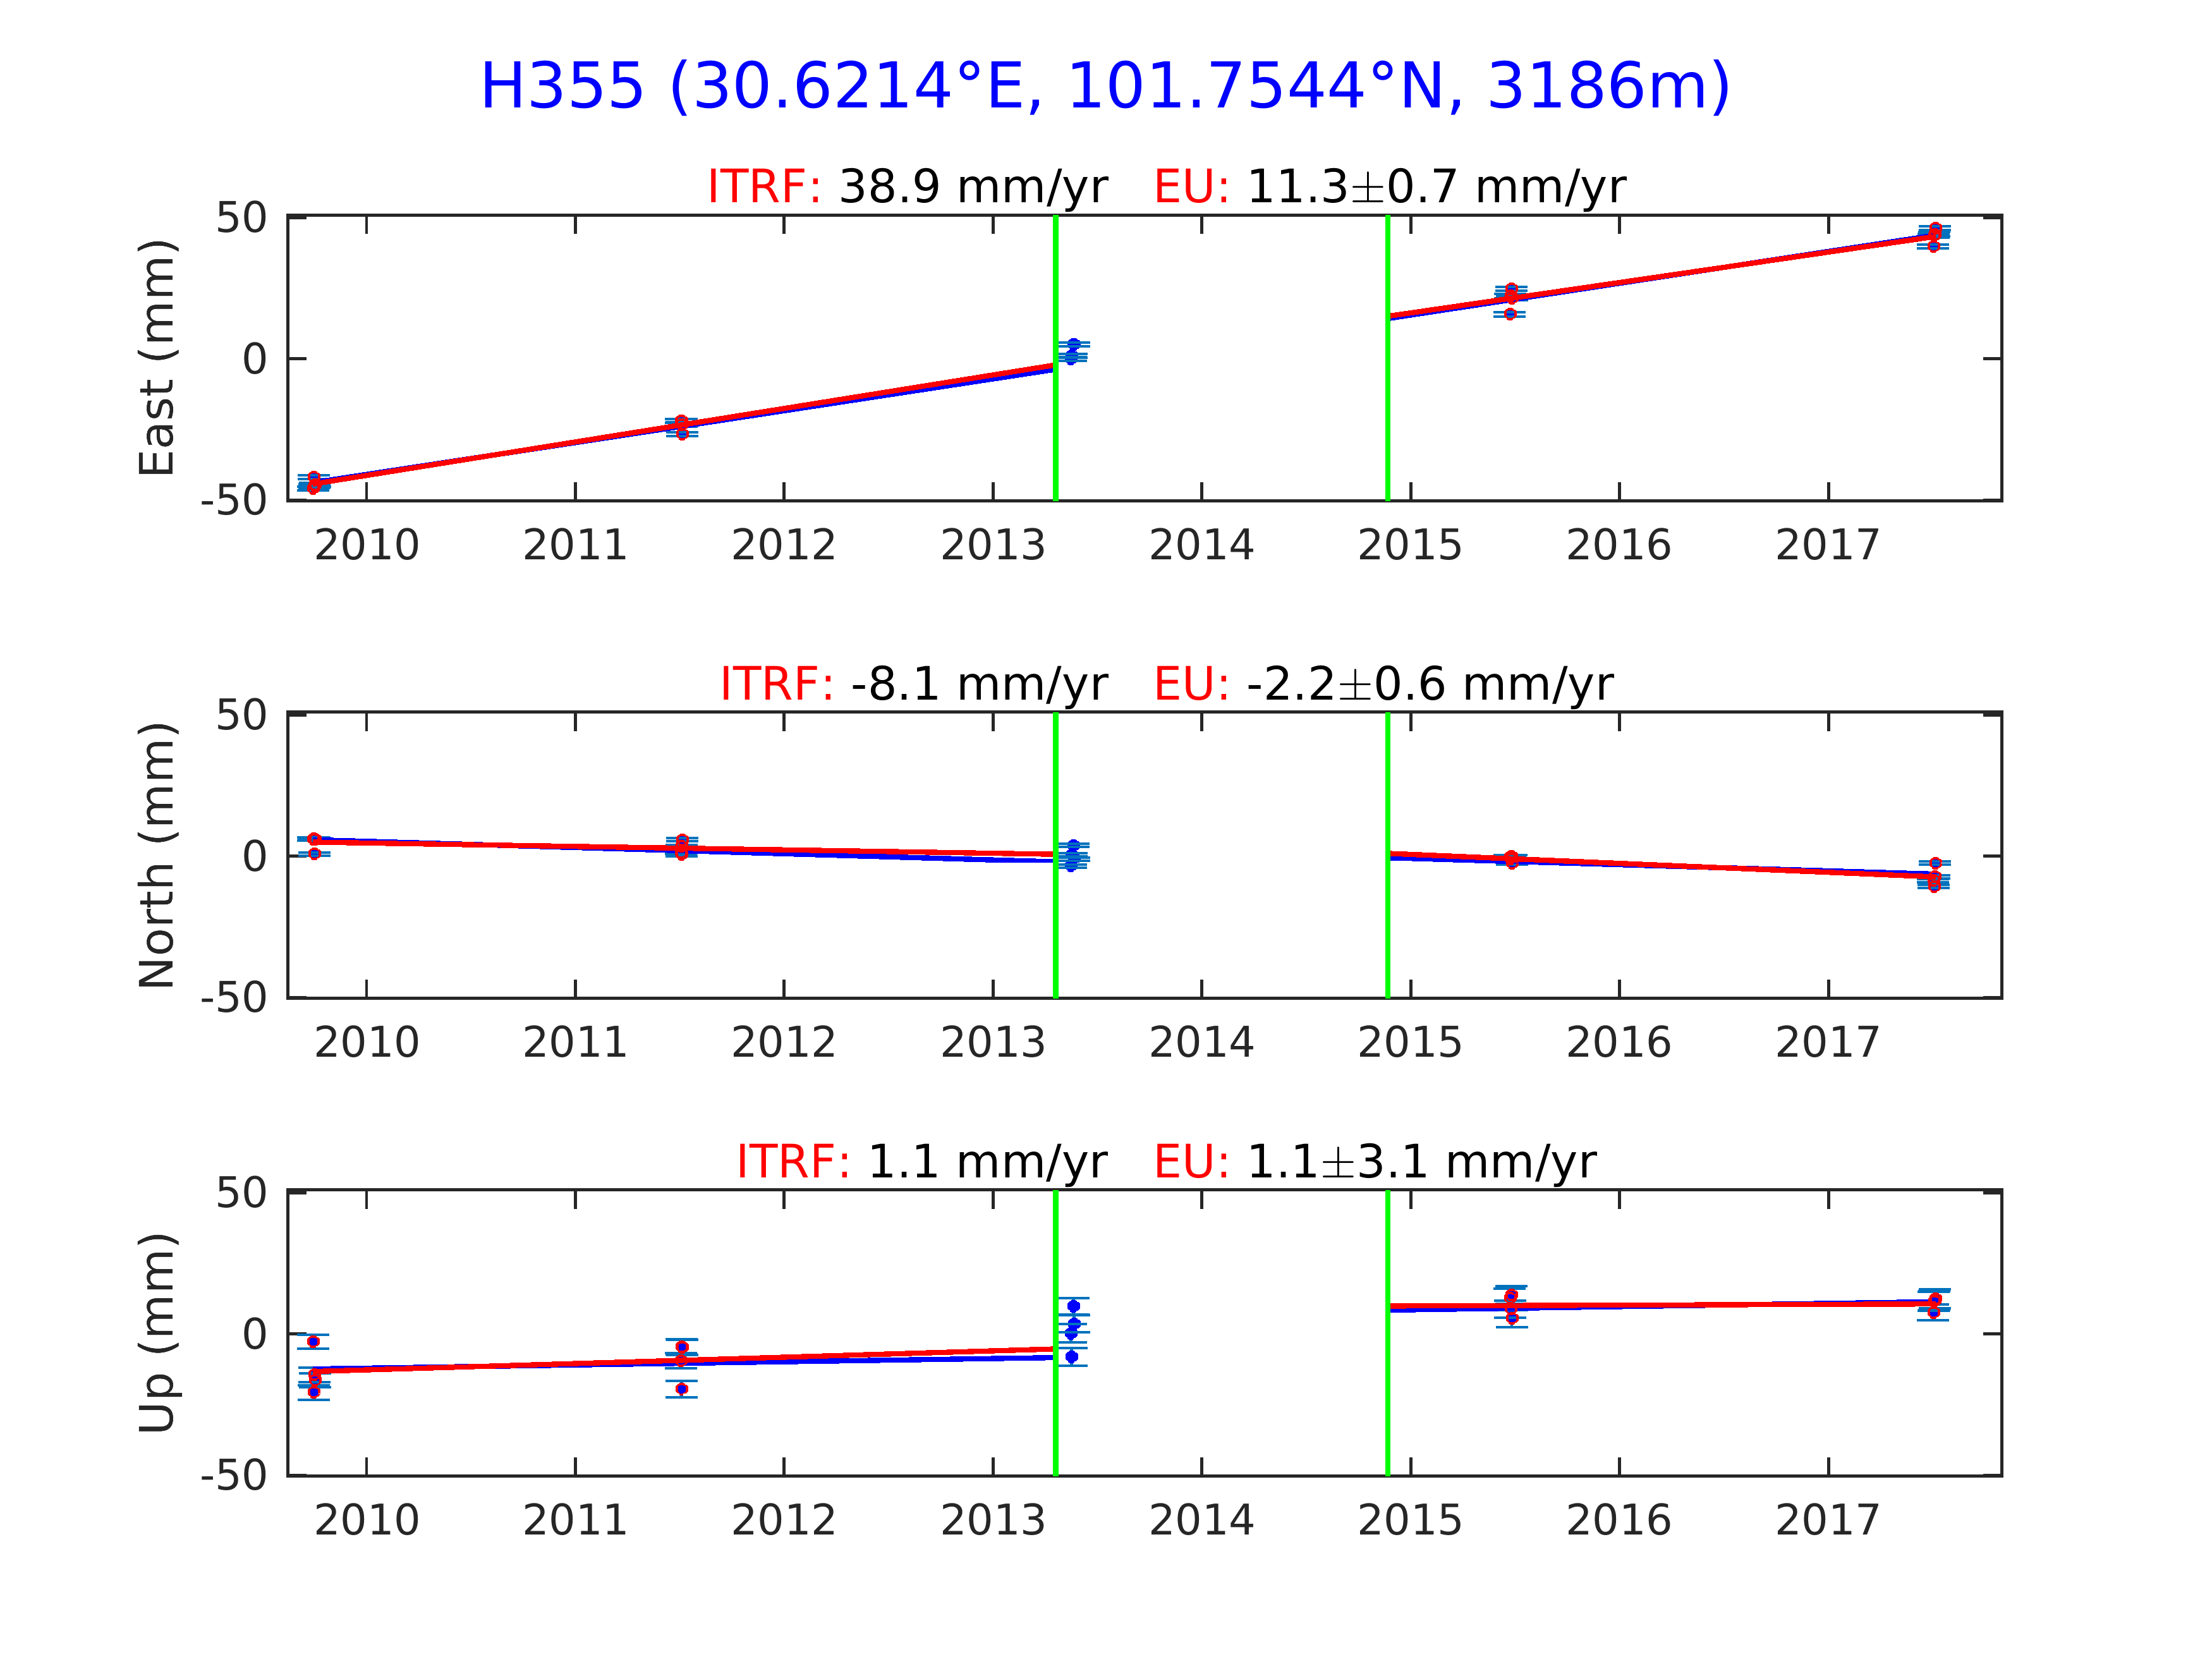 H355 (30.6214°E, 101.7544°N, 3186m)
ITRF: 38.9 mm/yr EU: 11.3±0.7 mm/yr
50
0
-50
East (mm)
2010 2011 2012 2013 2014 2015 2016 2017
ITRF: -8.1 mm/yr EU: -2.2±0.6 mm/yr
50
0
-50
North (mm)
2010 2011 2012 2013 2014 2015 2016 2017
ITRF: 1.1 mm/yr EU: 1.1±3.1 mm/yr
50
0
-50
Up (mm)
2010 2011 2012 2013 2014 2015 2016 2017